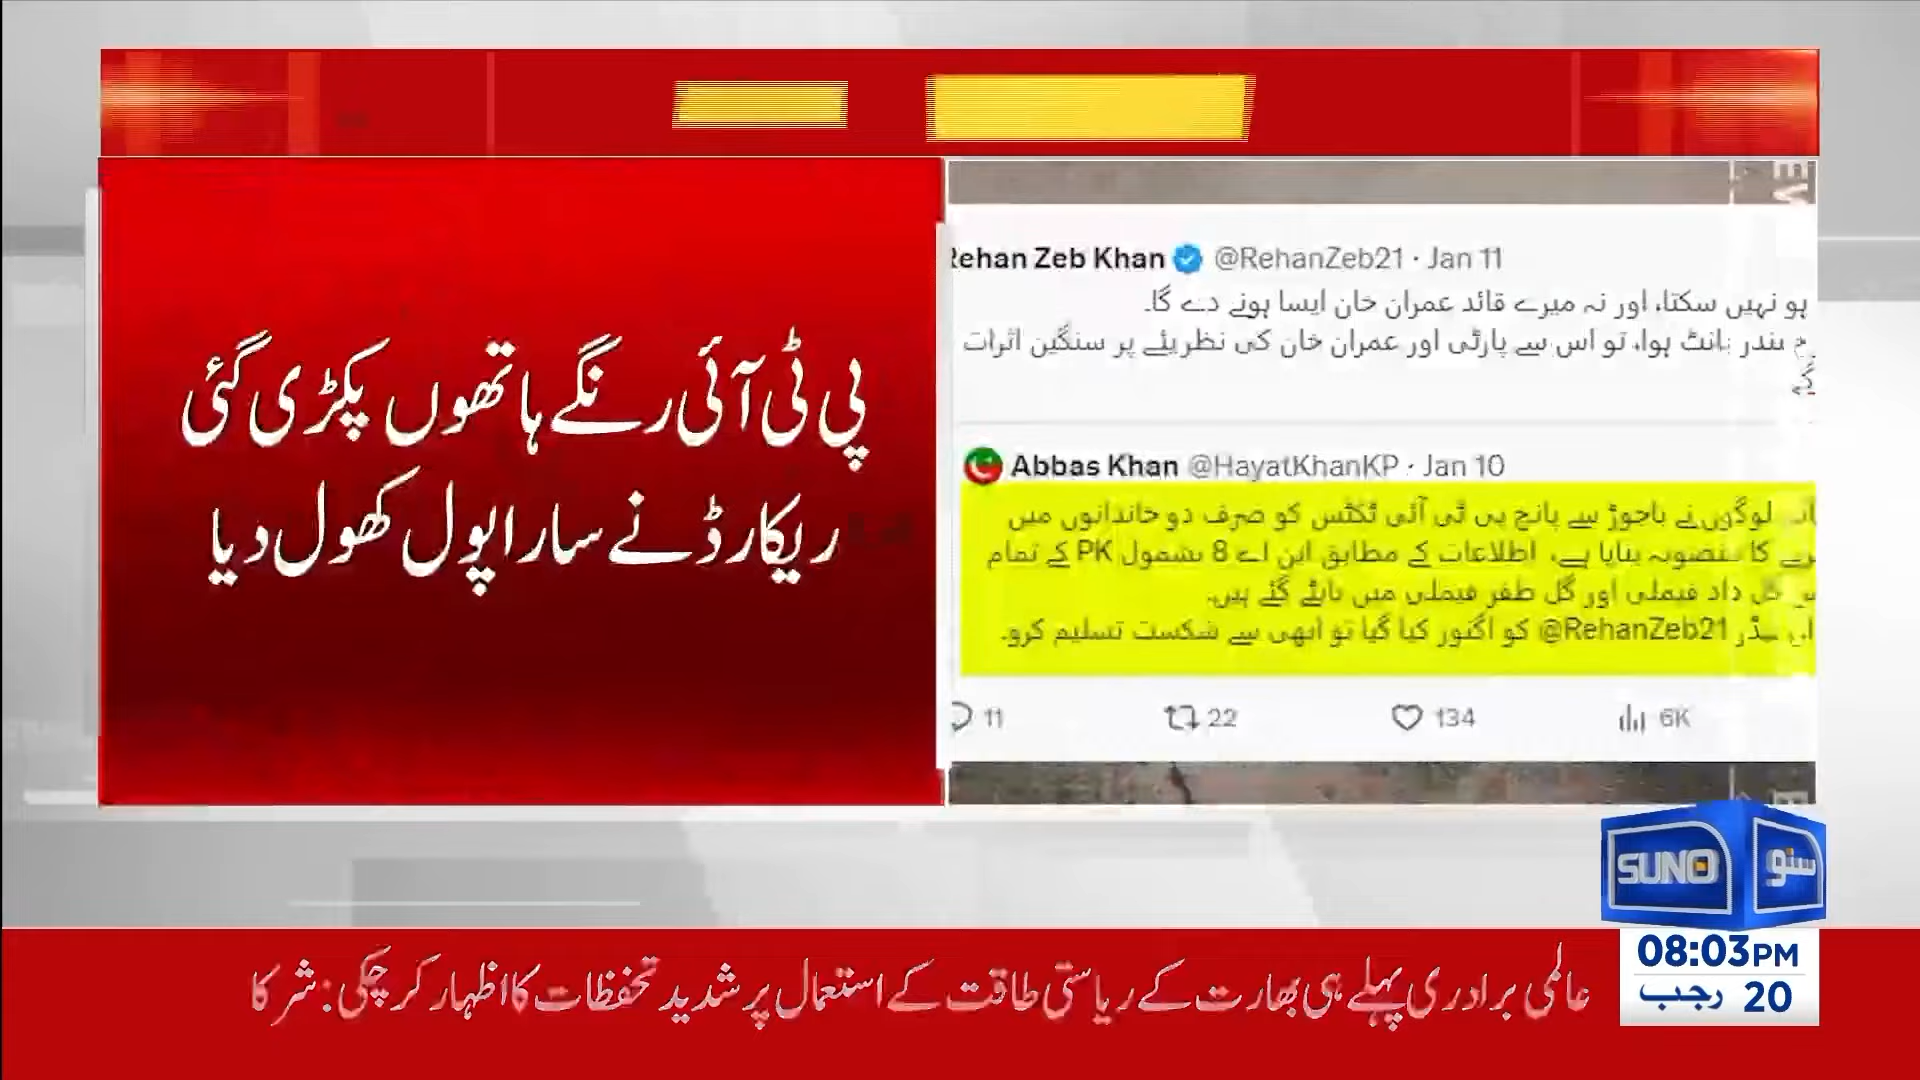 پی ٹی آئی رنگے ہاتھوں پکڑی گئی
ریکارڈ نے سارا پول کھول دیا
Rehan Zeb Khan @RehanZeb21 · Jan 11
ہو نہیں سکتا، اور نہ میرے قائد عمران خان ایسا ہونے دے گا۔
بندر بانٹ ہوا، تو اس سے پارٹی اور عمران خان کی نظریئے پر سنگین اثرات
گے
Abbas Khan @HayatKhanKP · Jan 10
لوگوں نے باجوڑ سے پانچ پی ٹی آئی ٹکٹس کو صرف دو خاندانوں میں
کا منصوبہ بنایا ہے، اطلاعات کے مطابق این اے 8 بشمول PK کے تمام
گل داد فیملی اور گل ظفر فیملی میں بانٹے گئے ہیں۔
@RehanZeb21 کو اگنور کیا گیا تو ابھی سے شکست تسلیم کرو۔
11 22 134 6K
SUNO سنو
08:03PM
20 رجب
عالمی برادری پہلے ہی بھارت کے ریاستی طاقت کے استعمال پر شدید تحفظات کا اظہار کر چکی: شرکا